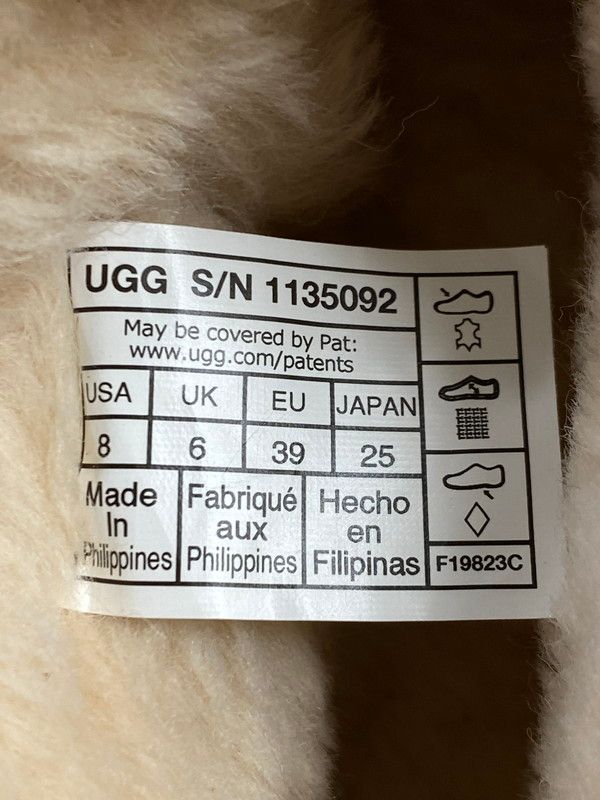 UGG S/N 1135092
May be covered by Pat:
www.ugg.com/patents
USA UK EU JAPAN
8 6 39 25
Made In Philippines
Fabriqué aux Philippines
Hecho en Filipinas
F19823C